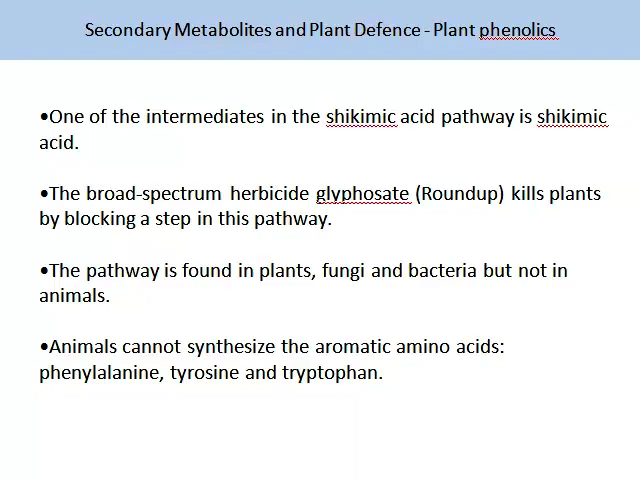 Secondary Metabolites and Plant Defence - Plant phenolics
•One of the intermediates in the shikimic acid pathway is shikimic
acid.
•The broad-spectrum herbicide glyphosate (Roundup) kills plants
by blocking a step in this pathway.
•The pathway is found in plants, fungi and bacteria but not in
animals.
•Animals cannot synthesize the aromatic amino acids:
phenylalanine, tyrosine and tryptophan.